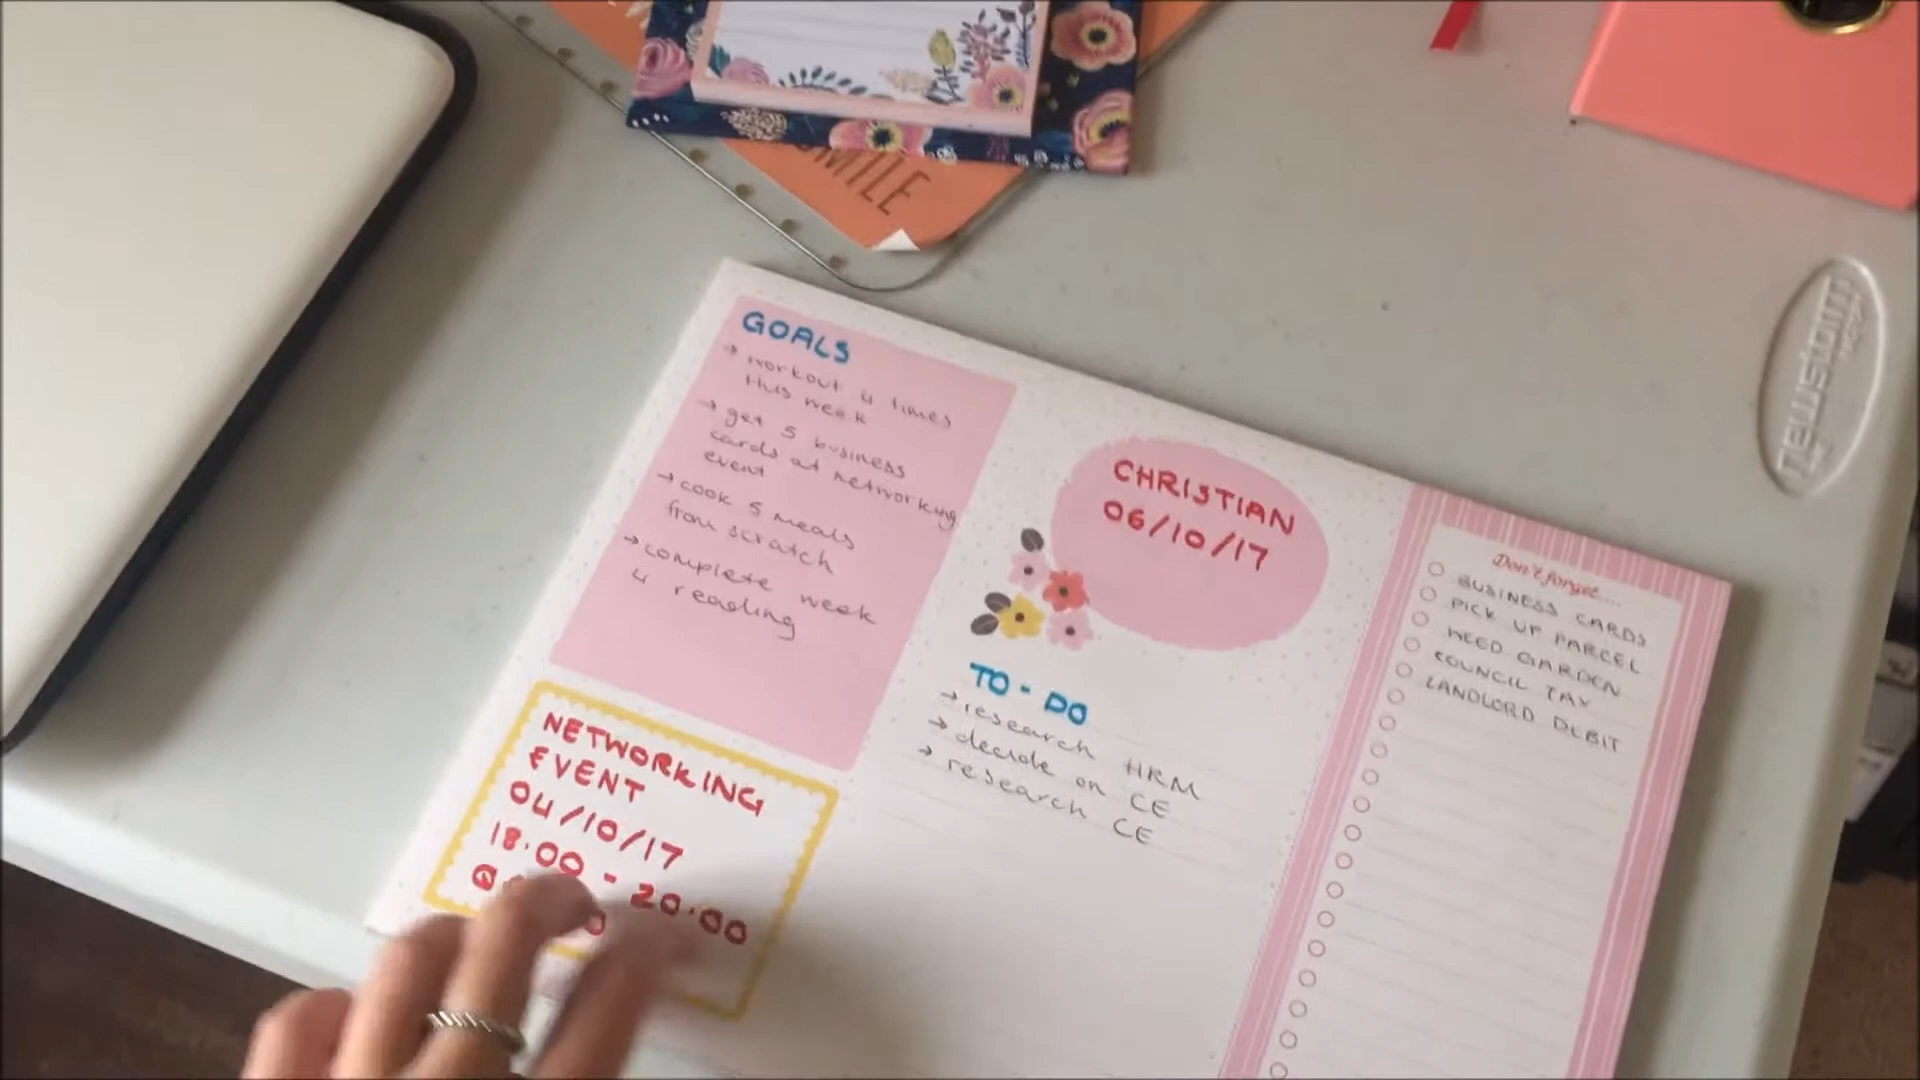 SMILE
GOALS
→ workout 4 times
this week
→ get 5 business
cards at networking
event
→ cook 5 meals
from scratch
→ complete week
4 reading
NETWORKING
EVENT
04/10/17
18.00 - 20.00
@
CHRISTIAN
06/10/17
TO-DO
→ research HRM
→ decide on CE
→ research CE
Don't forget....
BUSINESS CARDS
PICK UP PARCEL
WEED GARDEN
COUNCIL TAX
LANDLORD DEBIT